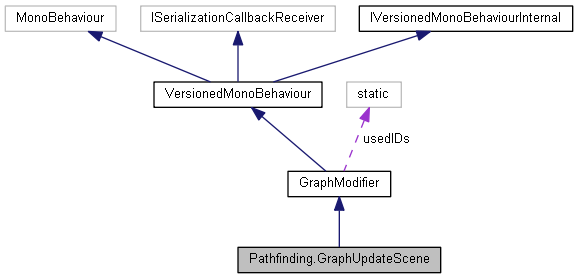 MonoBehaviour
ISerializationCallbackReceiver
IVersionedMonoBehaviourInternal
VersionedMonoBehaviour
static
usedIDs
GraphModifier
Pathfinding.GraphUpdateScene